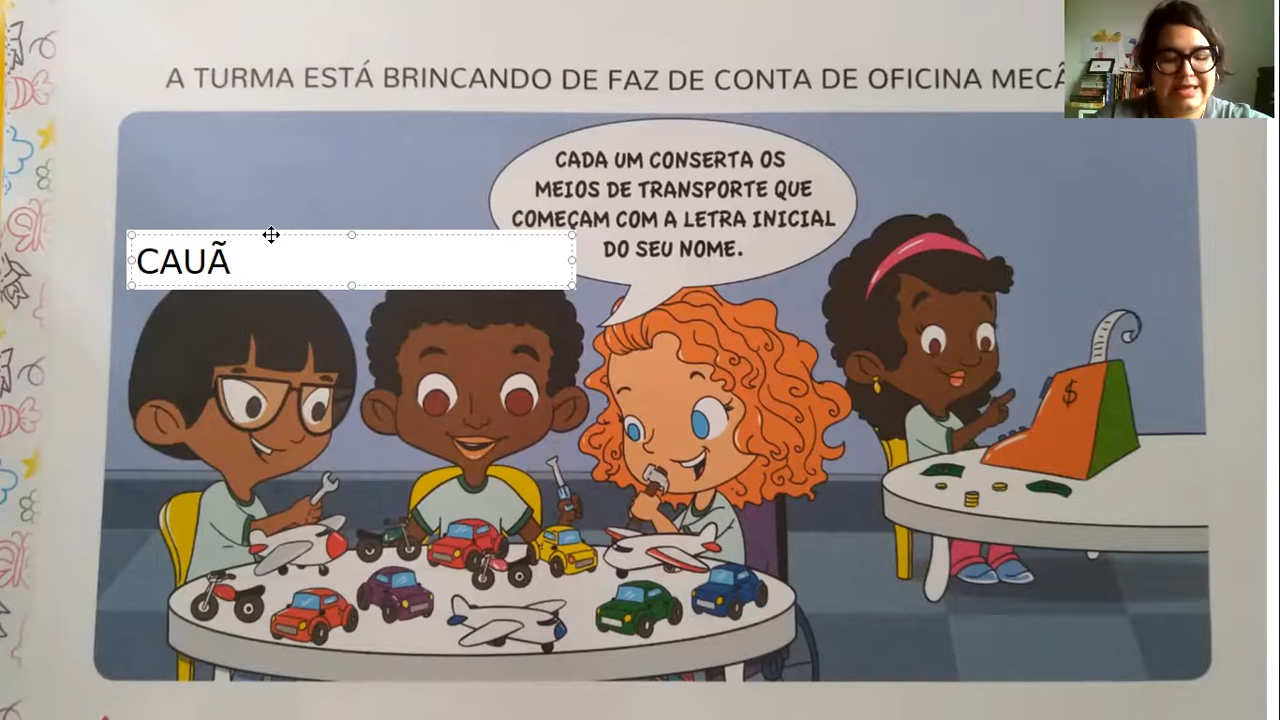 A TURMA ESTÁ BRINCANDO DE FAZ DE CONTA DE OFICINA
CADA UM CONSERTA OS
MEIOS DE TRANSPORTE QUE
COMEÇAM COM A LETRA INICIAL
DO SEU NOME.
CAUÃ
$